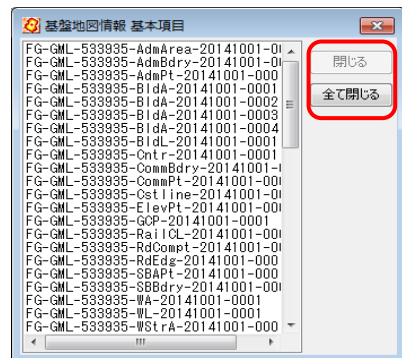 基盤地図情報 基本項目
FG-GML-533935-AdmArea-20141001-0
FG-GML-533935-AdmBdry-20141001-0
FG-GML-533935-AdmPt-20141001-000
FG-GML-533935-BldA-20141001-0001
FG-GML-533935-BldA-20141001-0002
FG-GML-533935-BldA-20141001-0003
FG-GML-533935-BldA-20141001-0004
FG-GML-533935-BldL-20141001-0001
FG-GML-533935-Cntr-20141001-0001
FG-GML-533935-CommBdry-20141001-
FG-GML-533935-CommPt-20141001-00
FG-GML-533935-Cstline-20141001-0
FG-GML-533935-ElevPt-20141001-00
FG-GML-533935-GCP-20141001-0001
FG-GML-533935-RailCL-20141001-00
FG-GML-533935-RdCompt-20141001-0
FG-GML-533935-RdEdg-20141001-000
FG-GML-533935-SBAPt-20141001-000
FG-GML-533935-SBBdry-20141001-00
FG-GML-533935-WA-20141001-0001
FG-GML-533935-WL-20141001-0001
FG-GML-533935-WStrA-20141001-000
閉じる
全て閉じる